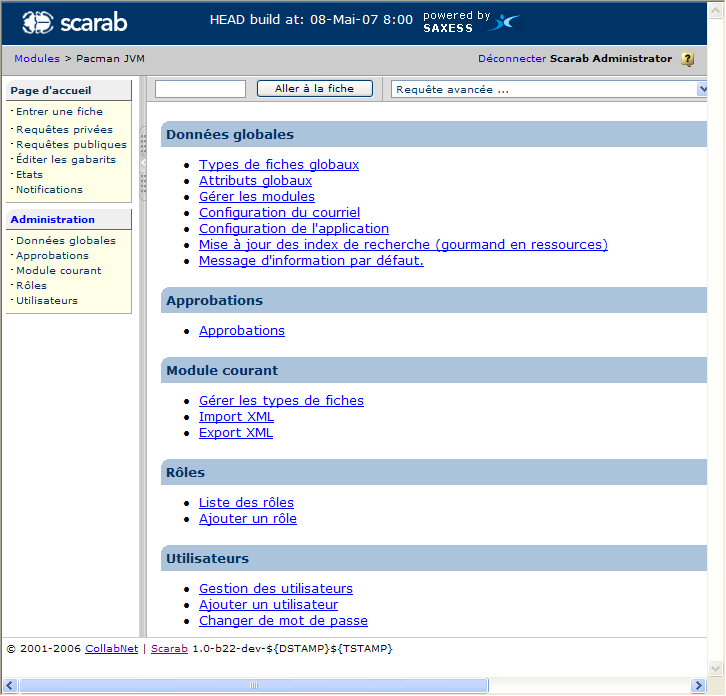 scarab HEAD build at: 08-Mai-07 8:00 powered by SAXESS
Modules > Pacman JVM Déconnecter Scarab Administrator ?
Page d'accueil
Entrer une fiche
Requêtes privées
Requêtes publiques
Éditer les gabarits
Etats
Notifications
Administration
Données globales
Approbations
Module courant
Rôles
Utilisateurs
Aller à la fiche Requête avancée ...
Données globales
Types de fiches globaux
Attributs globaux
Gérer les modules
Configuration du courriel
Configuration de l'application
Mise à jour des index de recherche (gourmand en ressources)
Message d'information par défaut.
Approbations
Approbations
Module courant
Gérer les types de fiches
Import XML
Export XML
Rôles
Liste des rôles
Ajouter un rôle
Utilisateurs
Gestion des utilisateurs
Ajouter un utilisateur
Changer de mot de passe
© 2001-2006 CollabNet | Scarab 1.0-b22-dev-${DSTAMP}${TSTAMP}